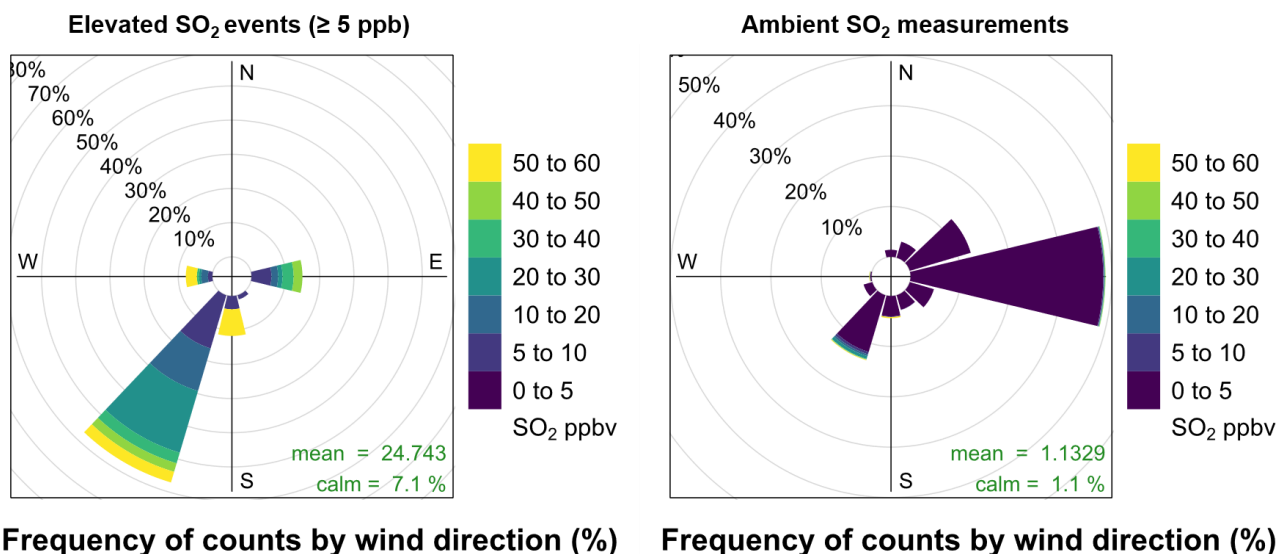 Elevated SO₂ events (≥ 5 ppb)
80%
70%
60%
50%
40%
30%
20%
10%
N
W
E
S
mean = 24.743
calm = 7.1 %
50 to 60
40 to 50
30 to 40
20 to 30
10 to 20
5 to 10
0 to 5
SO₂ ppbv
Frequency of counts by wind direction (%)
Ambient SO₂ measurements
50%
40%
30%
20%
10%
N
W
S
mean = 1.1329
calm = 1.1 %
50 to 60
40 to 50
30 to 40
20 to 30
10 to 20
5 to 10
0 to 5
SO₂ ppbv
Frequency of counts by wind direction (%)